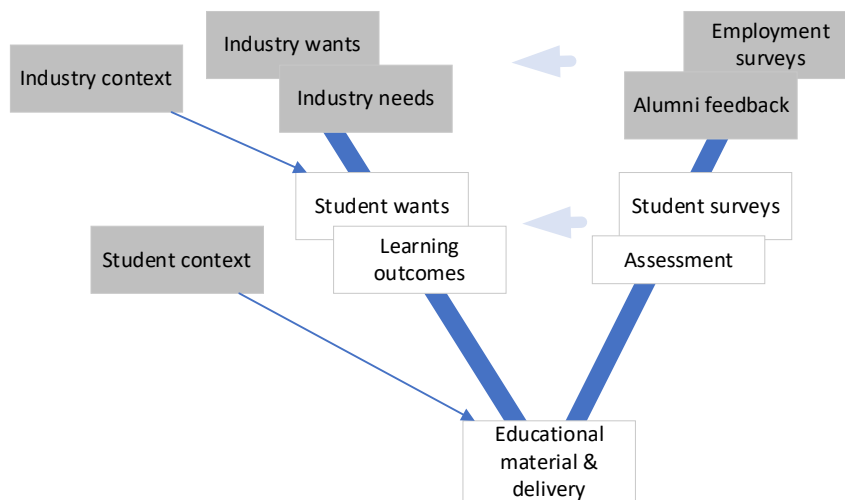 Industry wants
Employment
surveys
Industry context
Industry needs
Alumni feedback
Student wants
Student surveys
Student context
Learning
outcomes
Assessment
Educational
material &
delivery